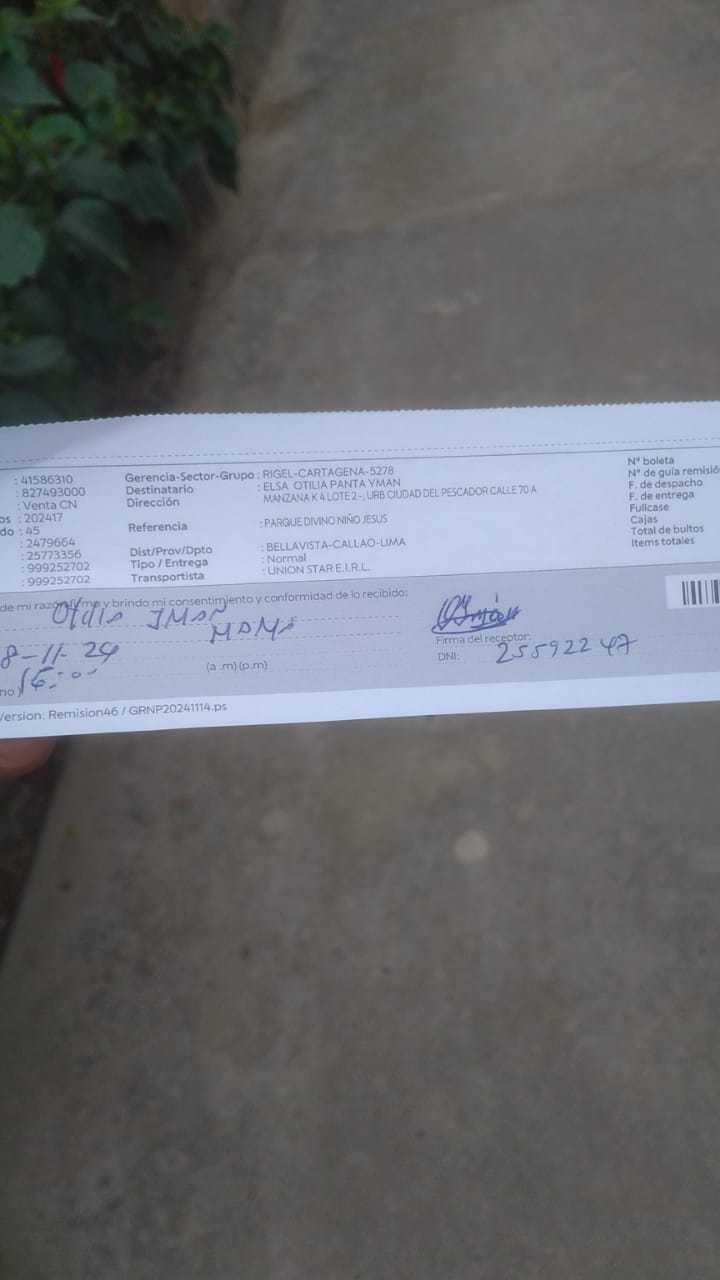 : 41586310 Gerencia-Sector-Grupo : RIGEL-CARTAGENA-5278 N° boleta
: 827493000 Destinatario : ELSA OTILIA PANTA YMAN N° de guía remisió
: Venta CN Dirección MANZANA K 4 LOTE 2-, URB CIUDAD DEL PESCADOR CALLE 70 A F. de despacho
os : 202417 F. de entrega
do : 45 Referencia : PARQUE DIVINO NIÑO JESUS Fullcase
: 2479664 Cajas
: 25773356 Dist/Prov/Dpto : BELLAVISTA-CALLAO-LIMA Total de bultos
: 999252702 Tipo / Entrega : Normal Items totales
: 999252702 Transportista : UNION STAR E.I.R.L.
de mi razón firmo y brindo mi consentimiento y conformidad de lo recibido:
Otilia IMAN
MAMá
8-11-24
Firma del receptor:
no) 16:00 (a .m) (p.m) DNI: 25592247
Version: Remision46 / GRNP20241114.ps